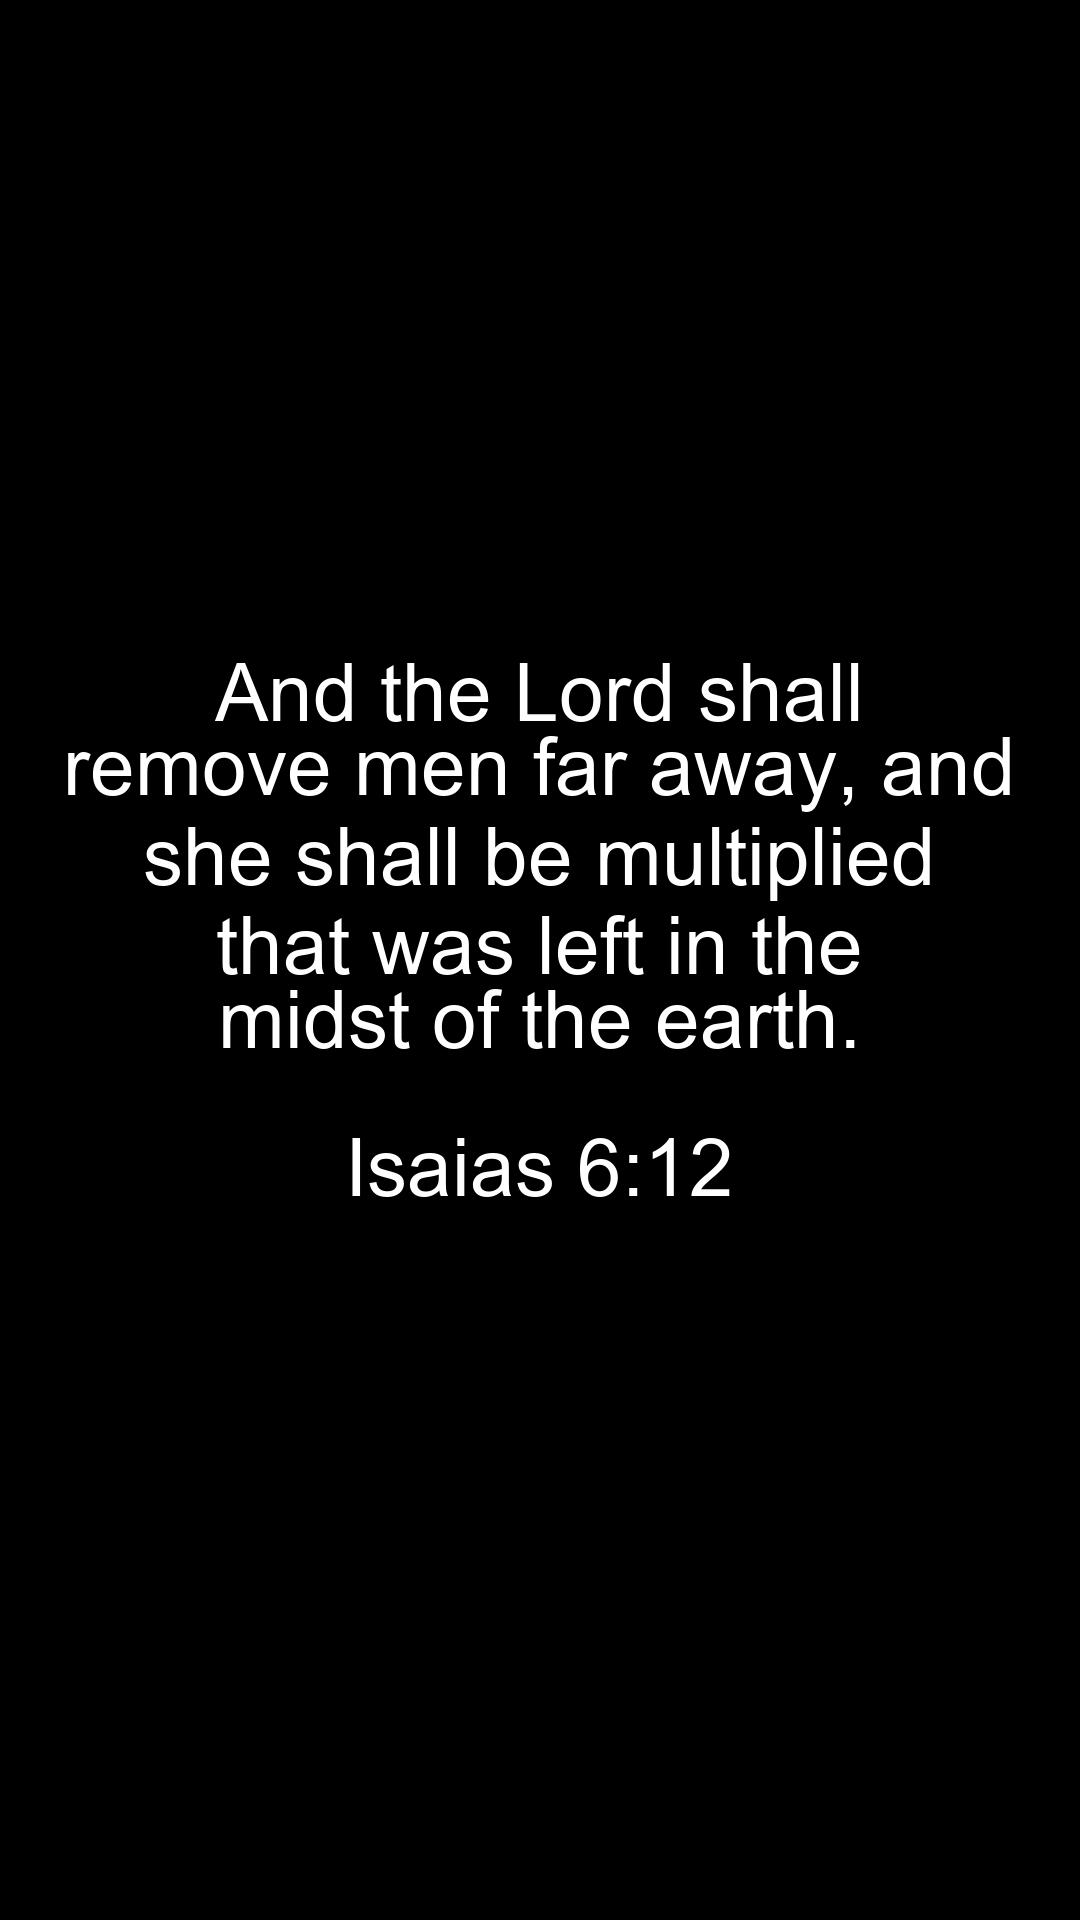 And the Lord shall
remove men far away, and
she shall be multiplied
that was left in the
midst of the earth.
Isaias 6:12